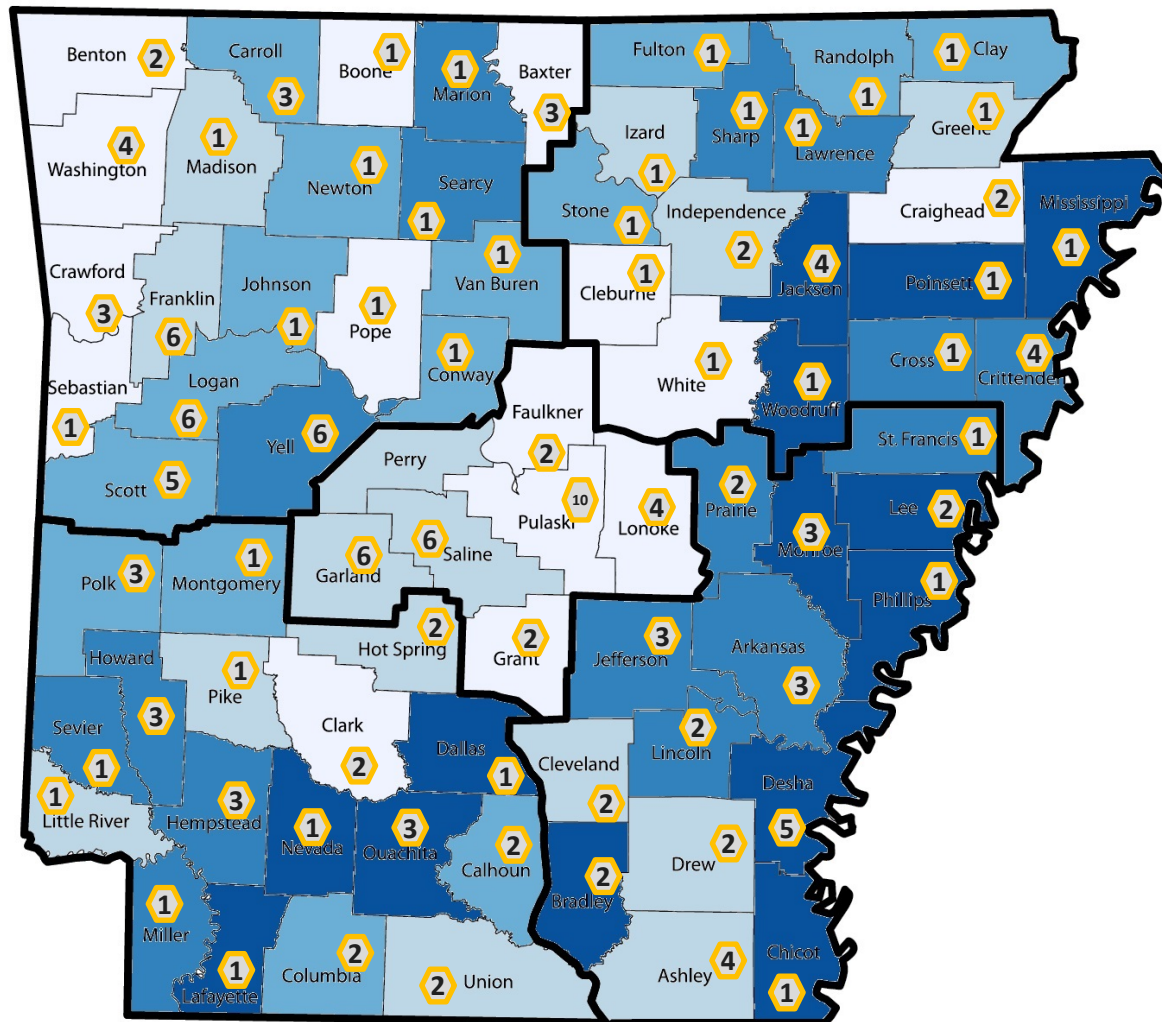 Benton
2
Carroll
3
Boone
1
Marion
1
Baxter
3
Fulton
1
Randolph
1
Clay
1
Washington
4
Madison
1
Newton
1
Searcy
1
Izard
1
Sharp
1
Lawrence
1
Greene
1
Stone
1
Independence
2
Jackson
4
Craighead
2
Mississippi
1
Crawford
3
Franklin
6
Johnson
1
Pope
1
Van Buren
1
Cleburne
1
Poinsett
1
Sebastian
1
Logan
6
Conway
1
White
1
Woodruff
1
Cross
1
Crittenden
4
Scott
5
Yell
6
Faulkner
2
Perry
Pulaski
10
Lonoke
4
Prairie
2
St. Francis
1
Monroe
3
Lee
2
Phillips
1
Polk
3
Montgomery
1
Garland
6
Saline
6
Hot Spring
2
Grant
2
Jefferson
3
Arkansas
3
Howard
3
Pike
1
Clark
2
Dallas
1
Cleveland
2
Lincoln
2
Desha
5
Sevier
1
Little River
1
Hempstead
3
Nevada
1
Ouachita
3
Calhoun
2
Bradley
2
Drew
2
Miller
1
Lafayette
1
Columbia
2
Union
2
Ashley
4
Chicot
1